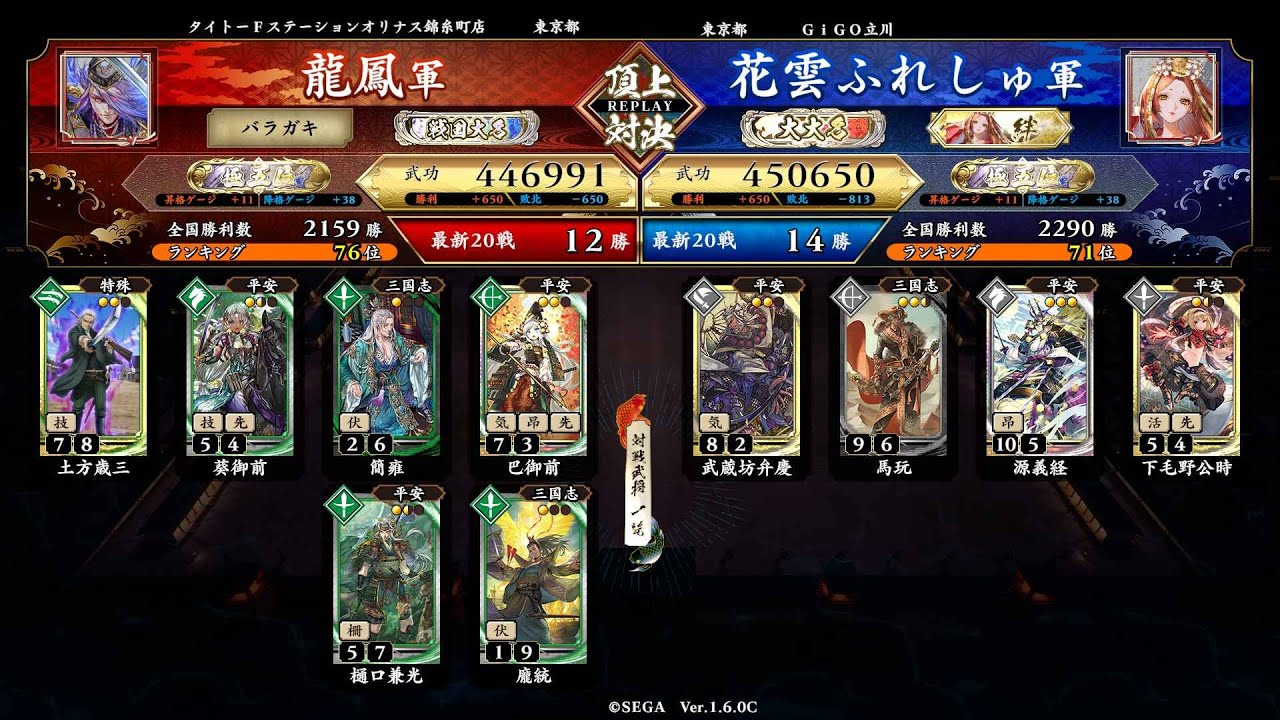 タイトーFステーションオリナス錦糸町店 東京都
東京都 GiGO立川
龍鳳軍
頂上
REPLAY
対決
花雲ふれしゅ軍
バラガキ
戦国大名
大大名
絆
武功 446991
勝利 +650 敗北 -650
武功 450650
勝利 +650 敗北 -813
昇格ゲージ +11 降格ゲージ +38
昇格ゲージ +11 降格ゲージ +38
全国勝利数 2159勝
ランキング 76位
最新20戦 12勝
最新20戦 14勝
全国勝利数 2290勝
ランキング 71位
特殊
技
7 8
土方歳三
平安
技 先
5 4
葵御前
三国志
伏
2 6
簡雍
平安
気 昂 先
7 3
巴御前
平安
気
8 2
武蔵坊弁慶
三国志
9 6
馬玩
平安
昂
10 5
源義経
平安
活 先
5 4
下毛野公時
対戦武将一覧
平安
柵
5 7
樋口兼光
三国志
伏
1 9
龐統
©SEGA Ver.1.6.0C